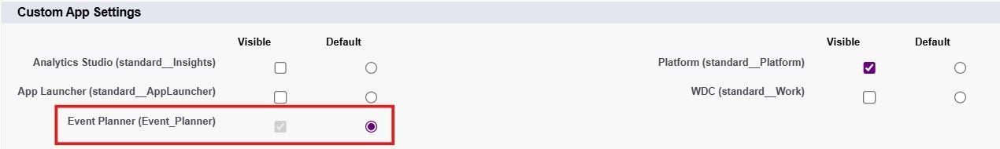 Custom App Settings
Visible Default Visible Default
Analytics Studio (standard__Insights) Platform (standard__Platform)
App Launcher (standard__AppLauncher) WDC (standard__Work)
Event Planner (Event_Planner)